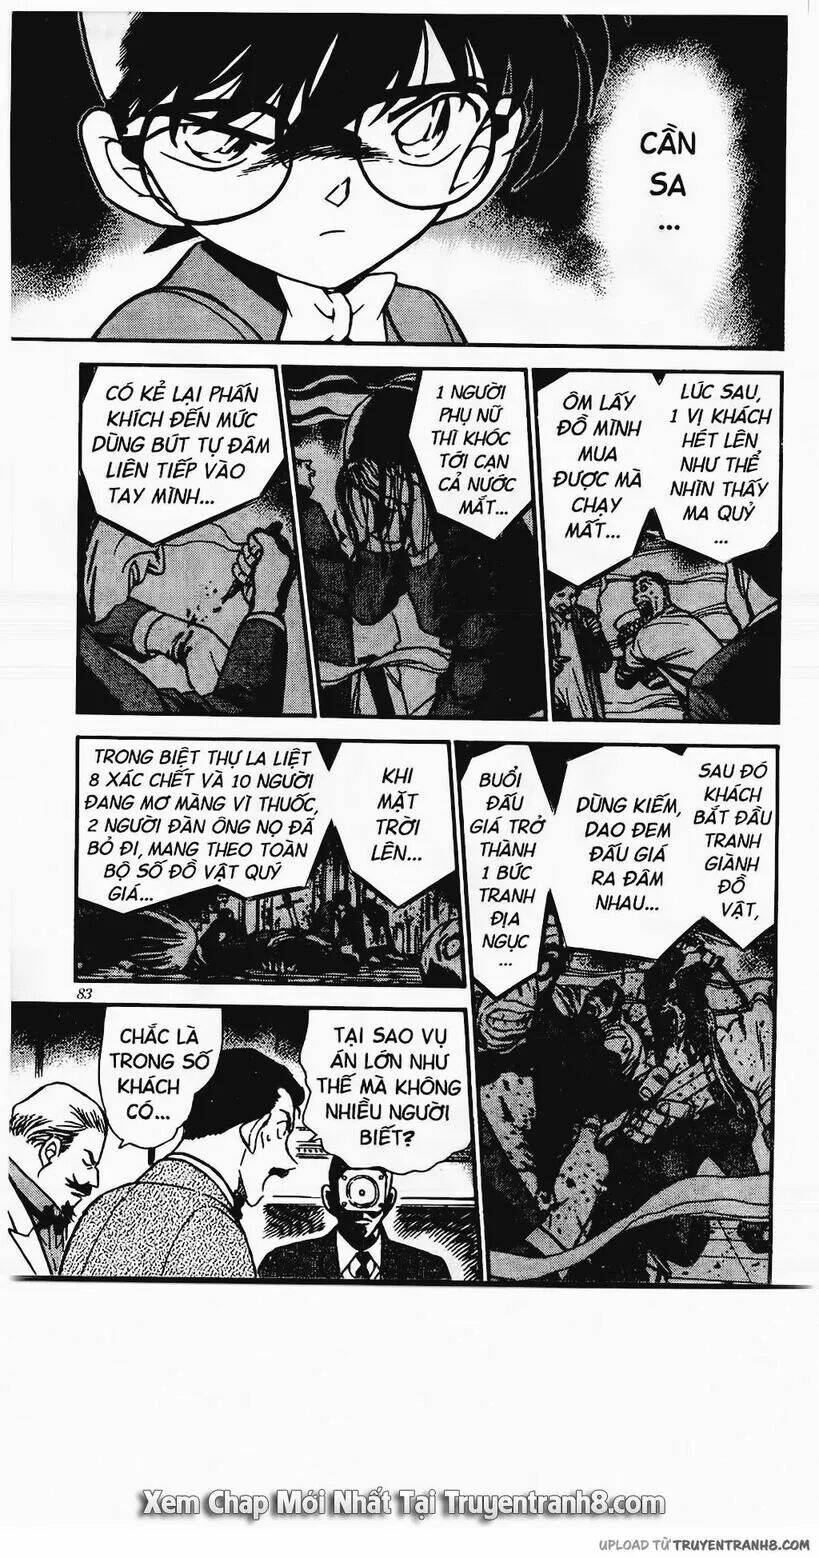 CẦN
SA
...
LÚC SAU,
1 VỊ KHÁCH
HÉT LÊN
NHƯ THỂ
NHÌN THẤY
MA QUỶ
...
ÔM LẤY
ĐỒ MÌNH
MUA
ĐƯỢC MÀ
CHẠY
MẤT...
1 NGƯỜI
PHỤ NỮ
THÌ KHÓC
TỚI CẠN
CẢ NƯỚC
MẮT...
CÓ KẺ LẠI PHẤN
KHÍCH ĐẾN MỨC
DÙNG BÚT TỰ ĐÂM
LIÊN TIẾP VÀO
TAY MÌNH...
SAU ĐÓ
KHÁCH
BẮT ĐẦU
TRANH
GIÀNH
ĐỒ
VẬT,
DÙNG KIẾM,
DAO ĐEM
ĐẤU GIÁ
RA ĐÂM
NHAU...
BUỔI
ĐẤU
GIÁ TRỞ
THÀNH
1 BỨC
TRANH
ĐỊA
NGỤC
...
KHI
MẶT
TRỜI
LÊN...
TRONG BIỆT THỰ LA LIỆT
8 XÁC CHẾT VÀ 10 NGƯỜI
ĐANG MƠ MÀNG VÌ THUỐC,
2 NGƯỜI ĐÀN ÔNG NỌ ĐÃ
BỎ ĐI, MANG THEO TOÀN
BỘ SỐ ĐỒ VẬT QUÝ
GIÁ...
83
TẠI SAO VỤ
ÁN LỚN NHƯ
THẾ MÀ KHÔNG
NHIỀU NGƯỜI
BIẾT?
CHẮC LÀ
TRONG SỐ
KHÁCH
CÓ...
Xem Chap Mới Nhất Tại Truyentranh8.com
UPLOAD TỪ TRUYENTRANH8.COM